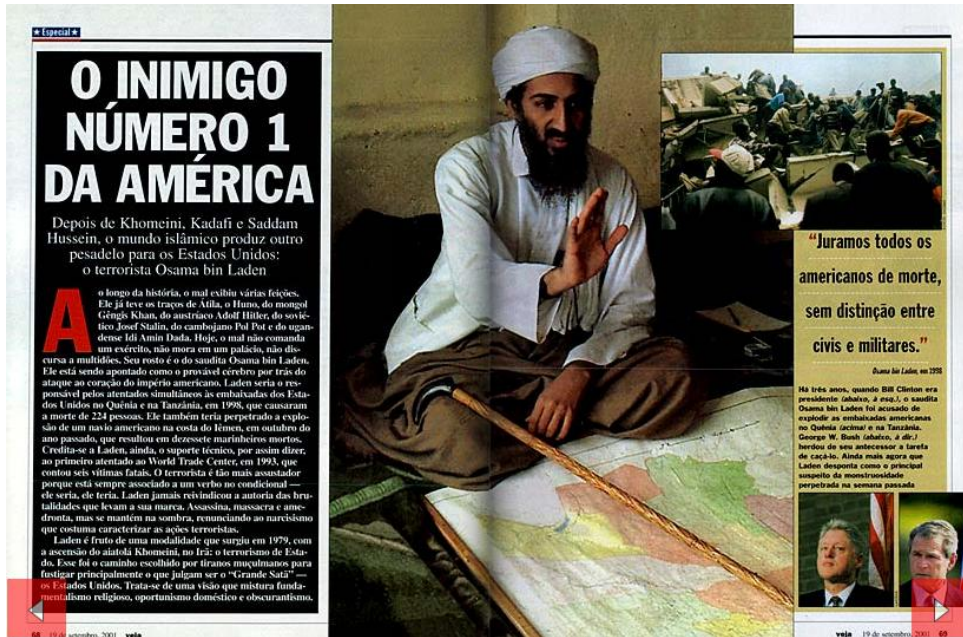 ★ Especial ★
O INIMIGO
NÚMERO 1
DA AMÉRICA
Depois de Khomeini, Kadafi e Saddam
Hussein, o mundo islâmico produz outro
pesadelo para os Estados Unidos:
o terrorista Osama bin Laden
Ao longo da história, o mal exibiu várias feições.
Ele já teve os traços de Átila, o Huno, do mongol
Gêngis Khan, do austríaco Adolf Hitler, do sovié-
tico Josef Stalin, do cambojano Pol Pot e do ugan-
dense Idi Amin Dada. Hoje, o mal não comanda
um exército, não mora em um palácio, não dis-
cursa a multidões. Seu rosto é o do saudita Osama bin Laden.
Ele está sendo apontado como o provável cérebro por trás do
ataque ao coração do império americano. Laden seria o res-
ponsável pelos atentados simultâneos às embaixadas dos Esta-
dos Unidos no Quênia e na Tanzânia, em 1998, que causaram
a morte de 224 pessoas. Ele também teria perpetrado a explo-
são de um navio americano na costa do Iêmen, em outubro do
ano passado, que resultou em dezessete marinheiros mortos.
Credita-se a Laden, ainda, o suporte técnico, por assim dizer,
ao primeiro atentado ao World Trade Center, em 1993, que
contou seis vítimas fatais. O terrorista é tão mais assustador
porque está sempre associado a um verbo no condicional —
ele seria, ele teria. Laden jamais reivindicou a autoria das bru-
talidades que levam a sua marca. Assassina, massacra e ame-
dronta, mas se mantém na sombra, renunciando ao narcisismo
que costuma caracterizar as ações terroristas.
Laden é fruto de uma modalidade que surgiu em 1979, com
a ascensão do aiatolá Khomeini, no Irã: o terrorismo de Esta-
do. Esse foi o caminho escolhido por tiranos muçulmanos para
fustigar principalmente o que julgam ser o "Grande Satã" —
os Estados Unidos. Trata-se de uma visão que mistura funda-
mentalismo religioso, oportunismo doméstico e obscurantismo.
68 19 de setembro, 2001 veja
"Juramos todos os
americanos de morte,
sem distinção entre
civis e militares."
Osama bin Laden, em 1998
Há três anos, quando Bill Clinton era
presidente (abaixo, à esq.), o saudita
Osama bin Laden foi acusado de
explodir as embaixadas americanas
no Quênia (acima) e na Tanzânia.
George W. Bush (abaixo, à dir.)
herdou de seu antecessor a tarefa
de caçá-lo. Ainda mais agora que
Laden desponta como o principal
suspeito da monstruosidade
perpetrada na semana passada
veja 19 de setembro, 2001 69